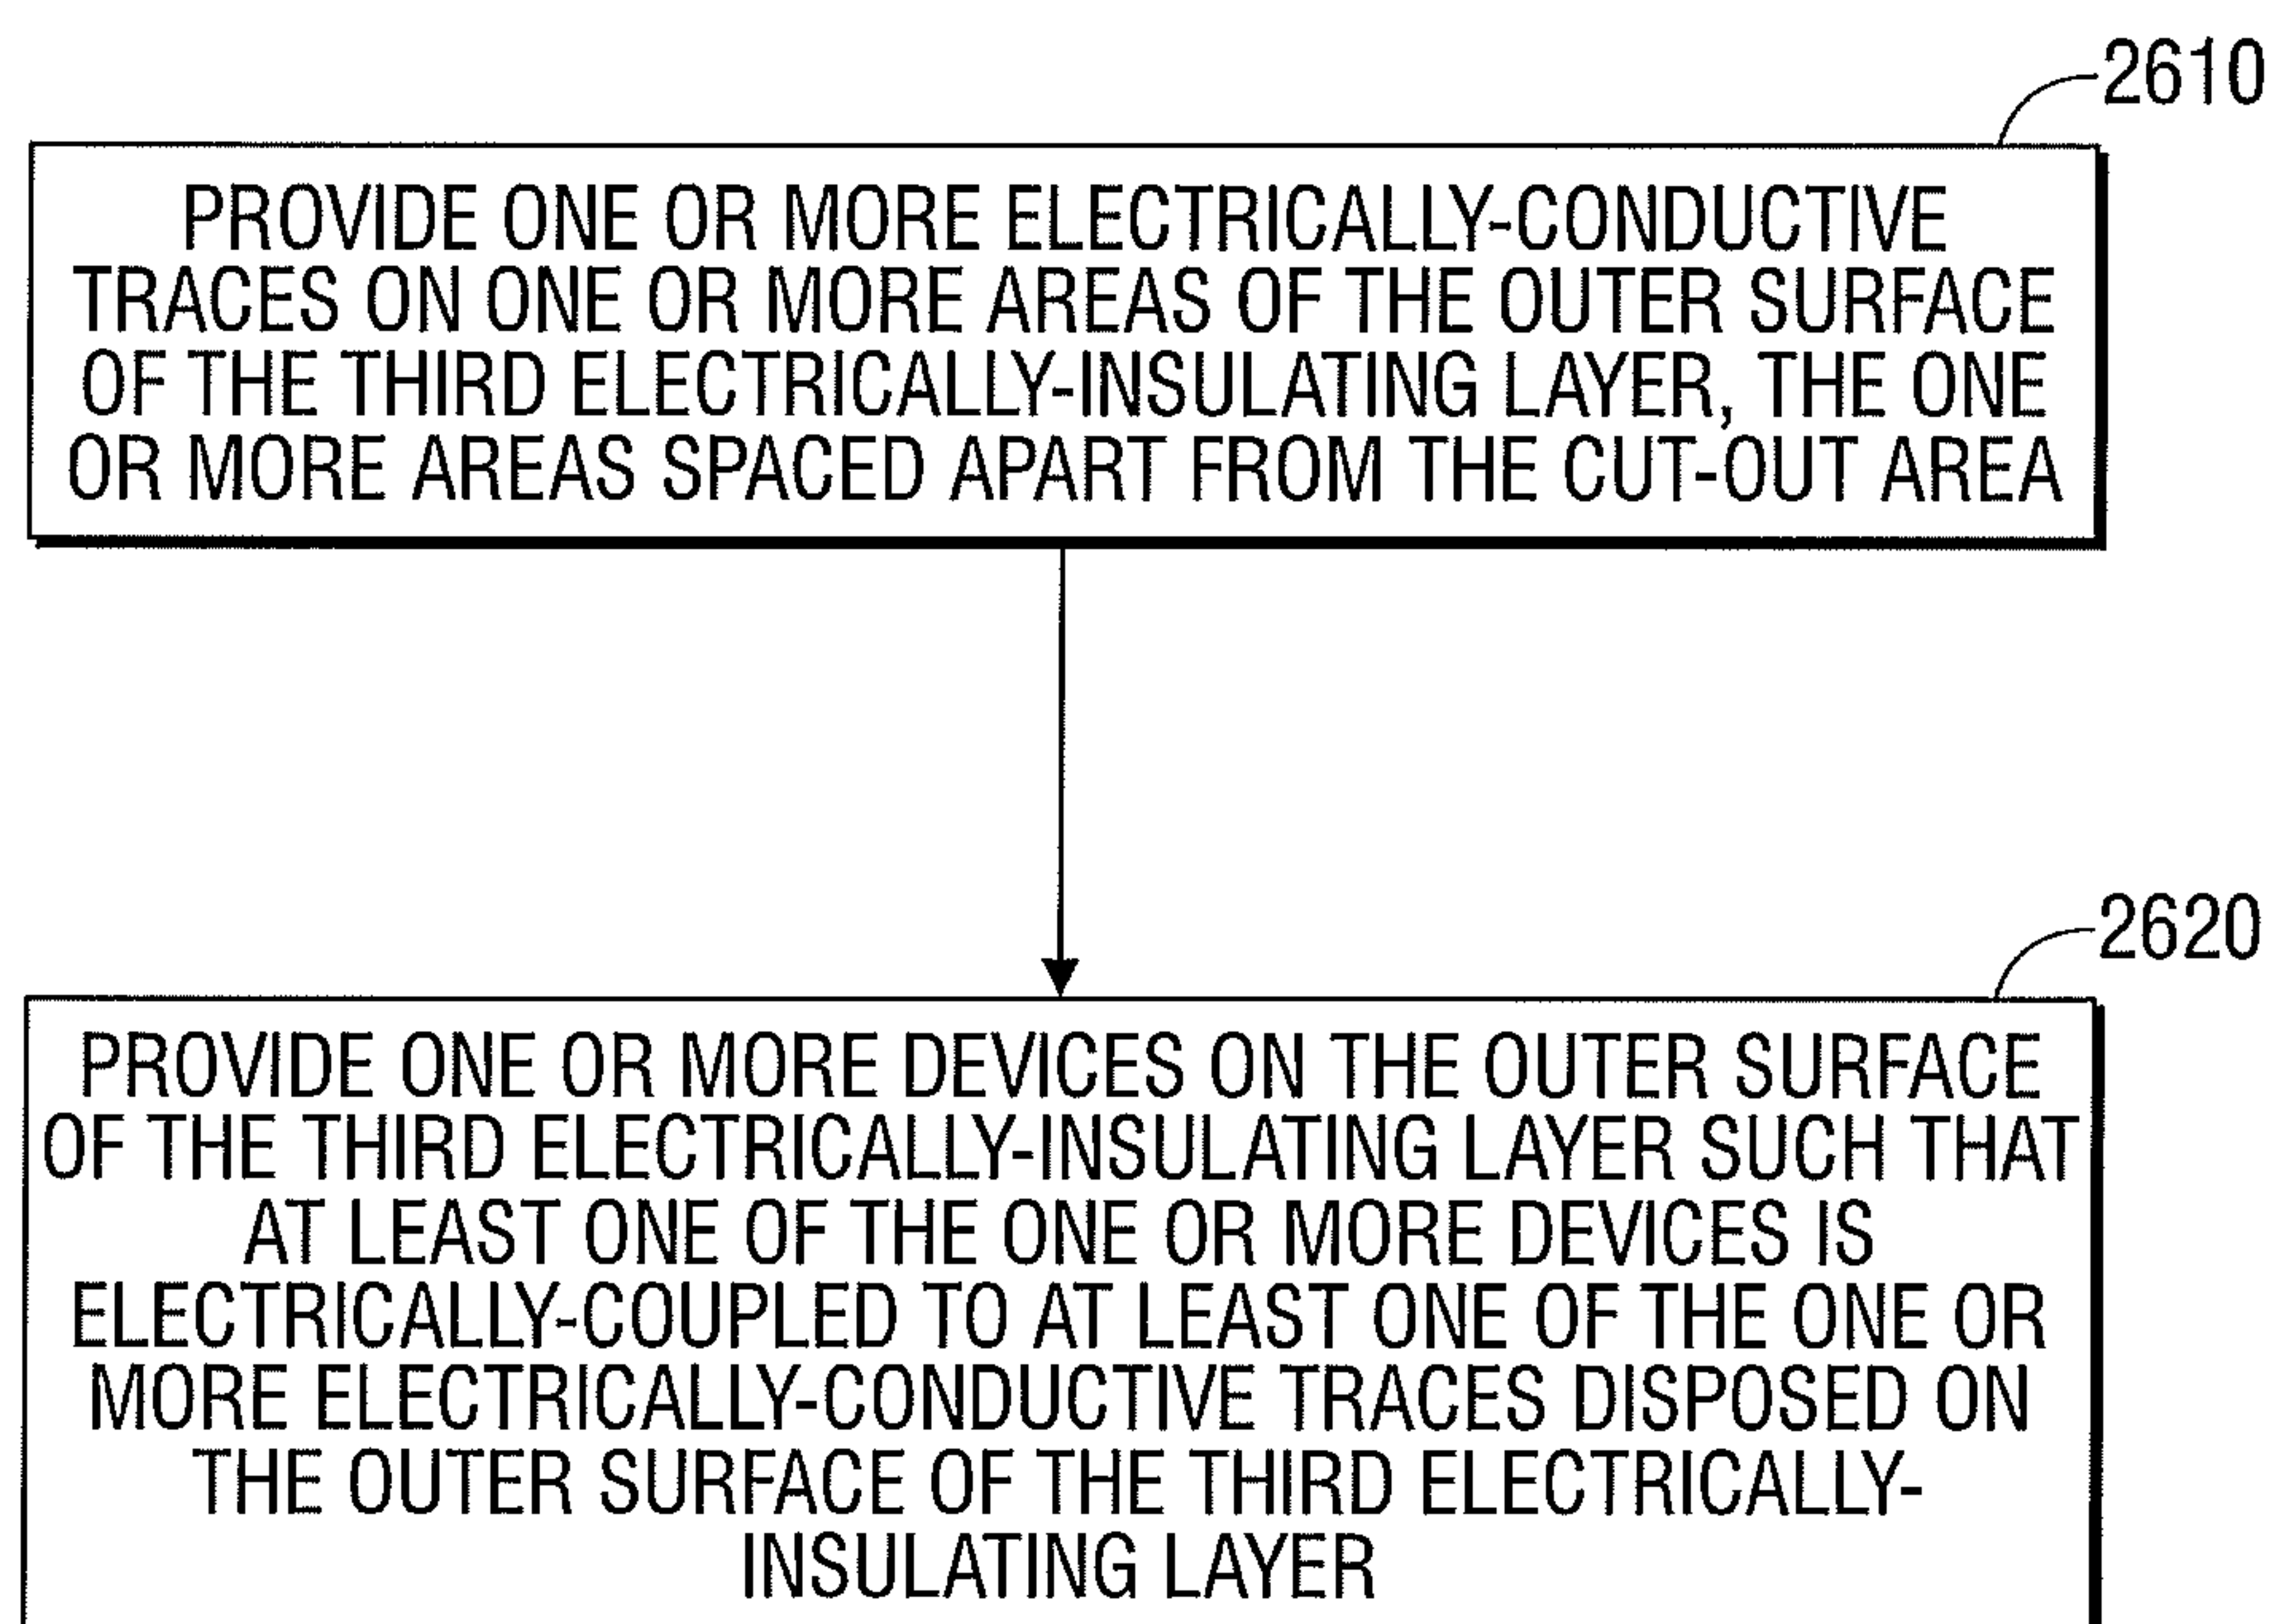 2610
PROVIDE ONE OR MORE ELECTRICALLY-CONDUCTIVE
TRACES ON ONE OR MORE AREAS OF THE OUTER SURFACE
OF THE THIRD ELECTRICALLY-INSULATING LAYER, THE ONE
OR MORE AREAS SPACED APART FROM THE CUT-OUT AREA
2620
PROVIDE ONE OR MORE DEVICES ON THE OUTER SURFACE
OF THE THIRD ELECTRICALLY-INSULATING LAYER SUCH THAT
AT LEAST ONE OF THE ONE OR MORE DEVICES IS
ELECTRICALLY-COUPLED TO AT LEAST ONE OF THE ONE OR
MORE ELECTRICALLY-CONDUCTIVE TRACES DISPOSED ON
THE OUTER SURFACE OF THE THIRD ELECTRICALLY-
INSULATING LAYER